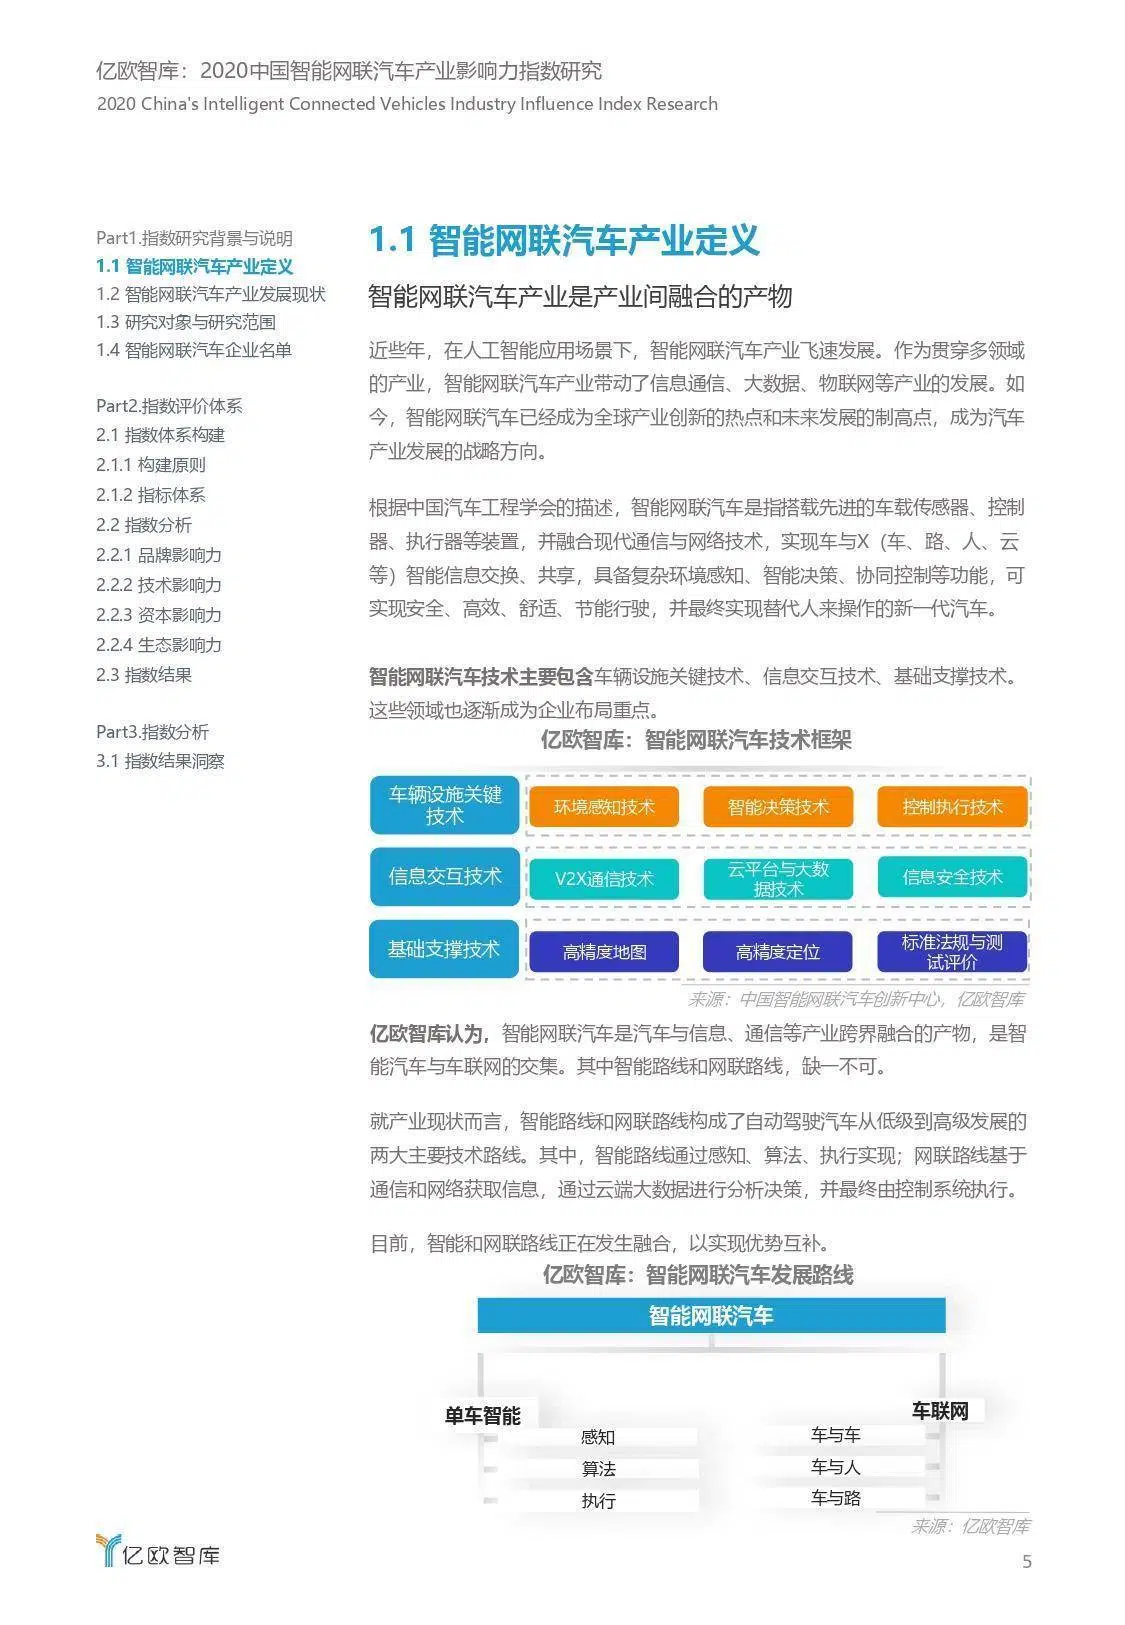 亿欧智库：2020中国智能网联汽车产业影响力指数研究
2020 China's Intelligent Connected Vehicles Industry Influence Index Research
Part1.指数研究背景与说明
1.1 智能网联汽车产业定义
1.2 智能网联汽车产业发展现状
1.3 研究对象与研究范围
1.4 智能网联汽车企业名单
Part2.指数评价体系
2.1 指数体系构建
2.1.1 构建原则
2.1.2 指标体系
2.2 指数分析
2.2.1 品牌影响力
2.2.2 技术影响力
2.2.3 资本影响力
2.2.4 生态影响力
2.3 指数结果
Part3.指数分析
3.1 指数结果洞察
1.1 智能网联汽车产业定义
智能网联汽车产业是产业间融合的产物
近些年，在人工智能应用场景下，智能网联汽车产业飞速发展。作为贯穿多领域
的产业，智能网联汽车产业带动了信息通信、大数据、物联网等产业的发展。如
今，智能网联汽车已经成为全球产业创新的热点和未来发展的制高点，成为汽车
产业发展的战略方向。
根据中国汽车工程学会的描述，智能网联汽车是指搭载先进的车载传感器、控制
器、执行器等装置，并融合现代通信与网络技术，实现车与X（车、路、人、云
等）智能信息交换、共享，具备复杂环境感知、智能决策、协同控制等功能，可
实现安全、高效、舒适、节能行驶，并最终实现替代人来操作的新一代汽车。
智能网联汽车技术主要包含车辆设施关键技术、信息交互技术、基础支撑技术。
这些领域也逐渐成为企业布局重点。
亿欧智库：智能网联汽车技术框架
车辆设施关键
技术
环境感知技术
智能决策技术
控制执行技术
信息交互技术
V2X通信技术
云平台与大数
据技术
信息安全技术
基础支撑技术
高精度地图
高精度定位
标准法规与测
试评价
来源：中国智能网联汽车创新中心，亿欧智库
亿欧智库认为，智能网联汽车是汽车与信息、通信等产业跨界融合的产物，是智
能汽车与车联网的交集。其中智能路线和网联路线，缺一不可。
就产业现状而言，智能路线和网联路线构成了自动驾驶汽车从低级到高级发展的
两大主要技术路线。其中，智能路线通过感知、算法、执行实现；网联路线基于
通信和网络获取信息，通过云端大数据进行分析决策，并最终由控制系统执行。
目前，智能和网联路线正在发生融合，以实现优势互补。
亿欧智库：智能网联汽车发展路线
智能网联汽车
单车智能
感知
算法
执行
车联网
车与车
车与人
车与路
来源：亿欧智库
亿欧智库
5